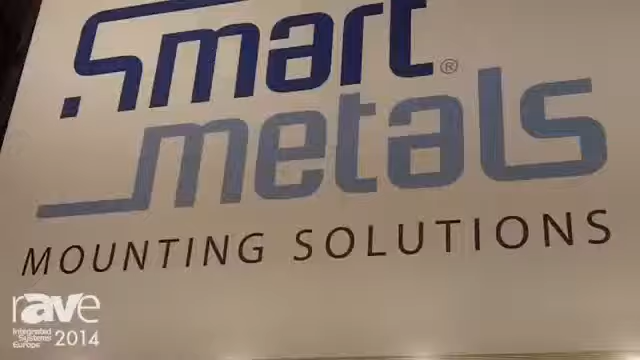 smart®
metals
MOUNTING SOLUTIONS
rAVe
Integrated
Systems
Europe 2014